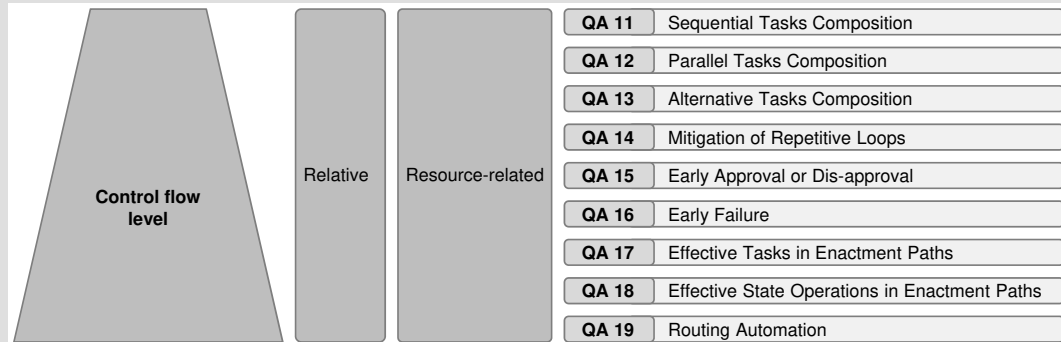 Control flow
level
Relative
Resource-related
QA 11 Sequential Tasks Composition
QA 12 Parallel Tasks Composition
QA 13 Alternative Tasks Composition
QA 14 Mitigation of Repetitive Loops
QA 15 Early Approval or Dis-approval
QA 16 Early Failure
QA 17 Effective Tasks in Enactment Paths
QA 18 Effective State Operations in Enactment Paths
QA 19 Routing Automation